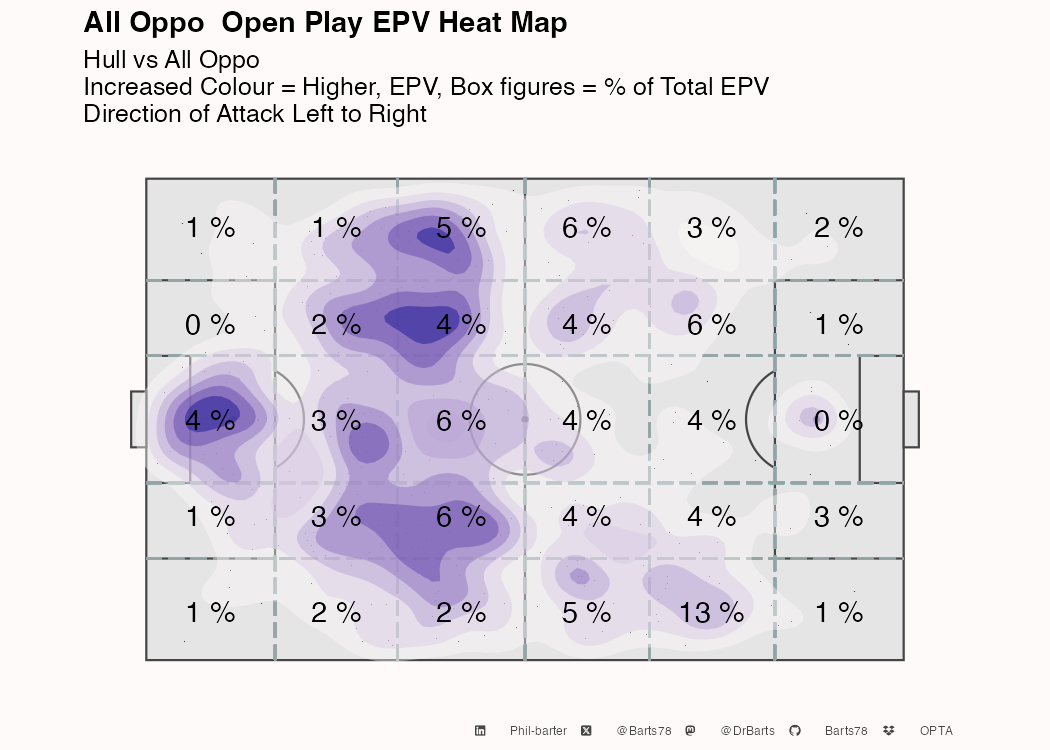 All Oppo  Open Play EPV Heat Map
Hull vs All Oppo
Increased Colour = Higher, EPV, Box figures = % of Total EPV
Direction of Attack Left to Right
1 % 1 % 5 % 6 % 3 % 2 %
0 % 2 % 4 % 4 % 6 % 1 %
4 % 3 % 6 % 4 % 4 % 0 %
1 % 3 % 6 % 4 % 4 % 3 %
1 % 2 % 2 % 5 % 13 % 1 %
Phil-barter @Barts78 @DrBarts Barts78 OPTA